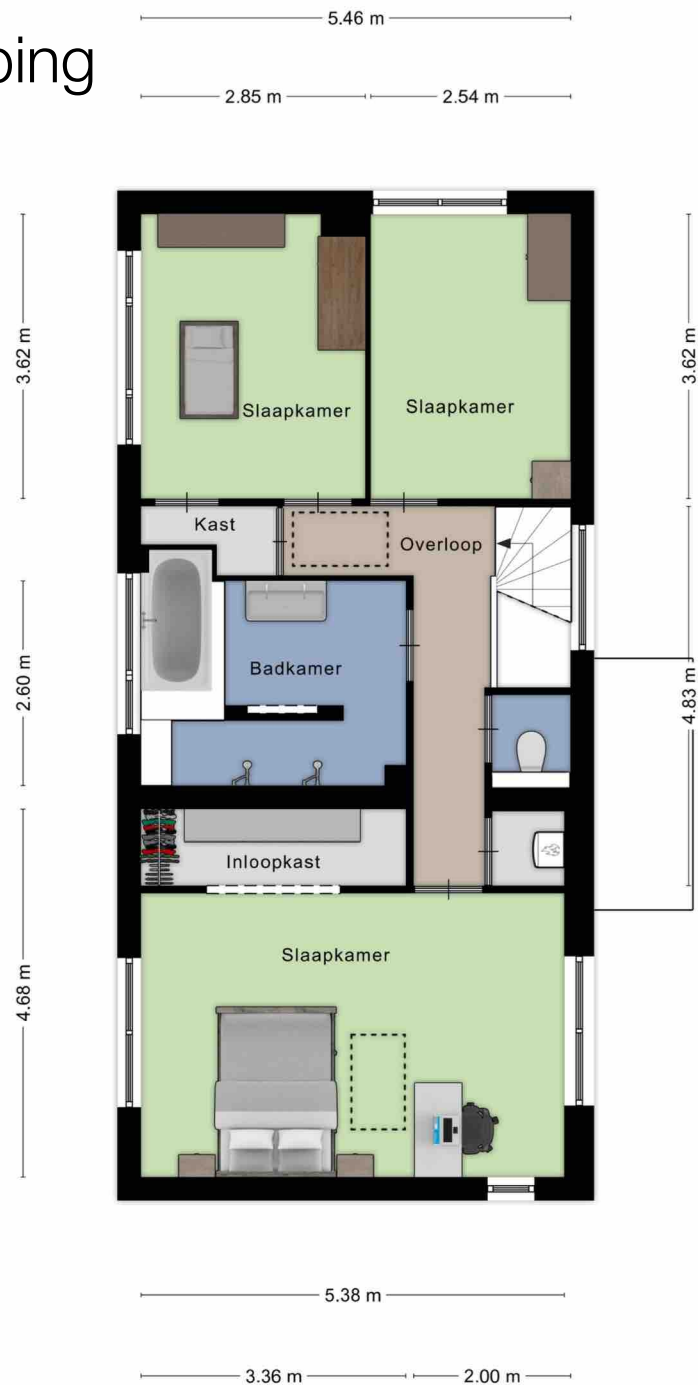 5.46 m
ping
2.85 m
2.54 m
3.62 m
3.62 m
Slaapkamer
Slaapkamer
Kast
Overloop
Badkamer
2.60 m
4.83 m
Inloopkast
Slaapkamer
4.68 m
5.38 m
3.36 m
2.00 m